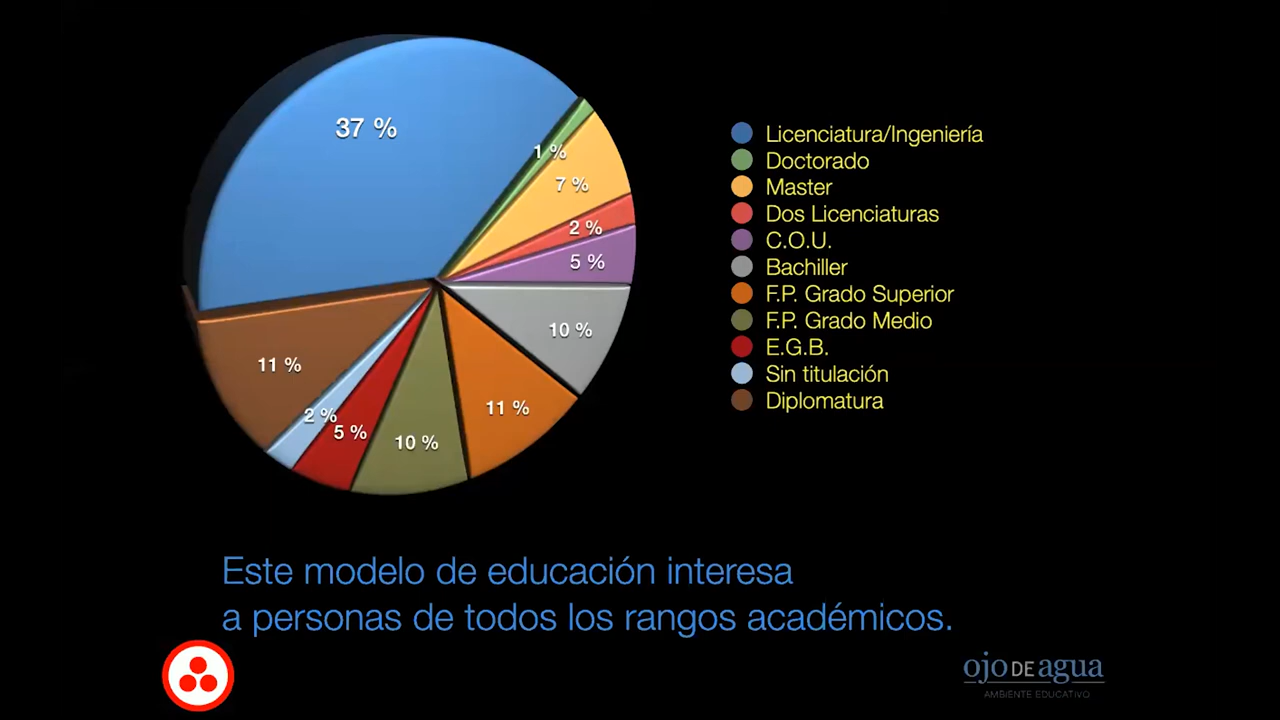 37 %
1 %
7 %
2 %
5 %
10 %
11 %
10 %
5 %
2 %
11 %
Licenciatura/Ingeniería
Doctorado
Master
Dos Licenciaturas
C.O.U.
Bachiller
F.P. Grado Superior
F.P. Grado Medio
E.G.B.
Sin titulación
Diplomatura
Este modelo de educación interesa
a personas de todos los rangos académicos.
ojo DE agua
AMBIENTE EDUCATIVO